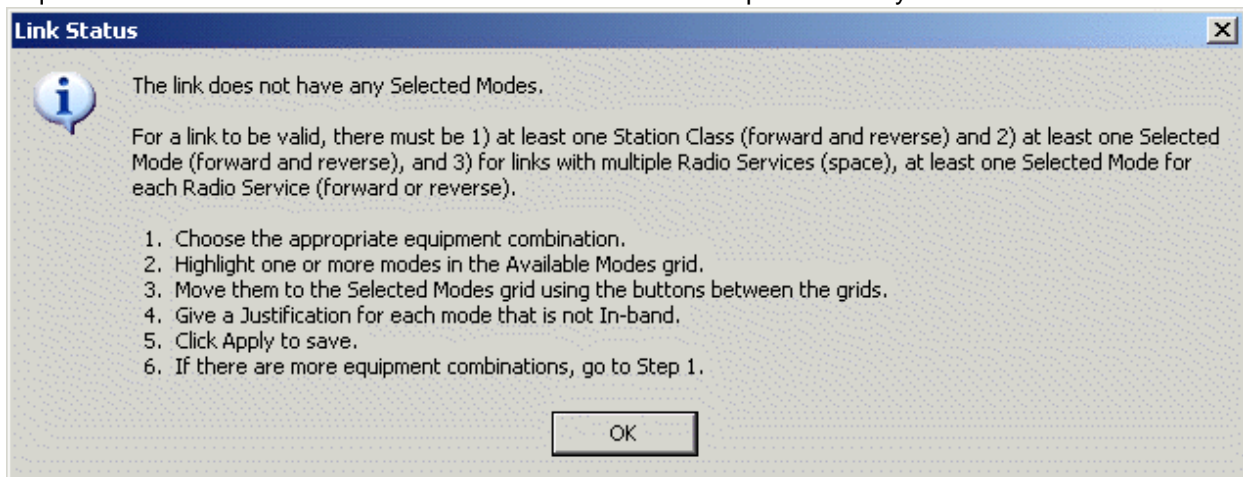 Link Status
The link does not have any Selected Modes.
For a link to be valid, there must be 1) at least one Station Class (forward and reverse) and 2) at least one Selected
Mode (forward and reverse), and 3) for links with multiple Radio Services (space), at least one Selected Mode for
each Radio Service (forward or reverse).
1. Choose the appropriate equipment combination.
2. Highlight one or more modes in the Available Modes grid.
3. Move them to the Selected Modes grid using the buttons between the grids.
4. Give a Justification for each mode that is not In-band.
5. Click Apply to save.
6. If there are more equipment combinations, go to Step 1.
OK